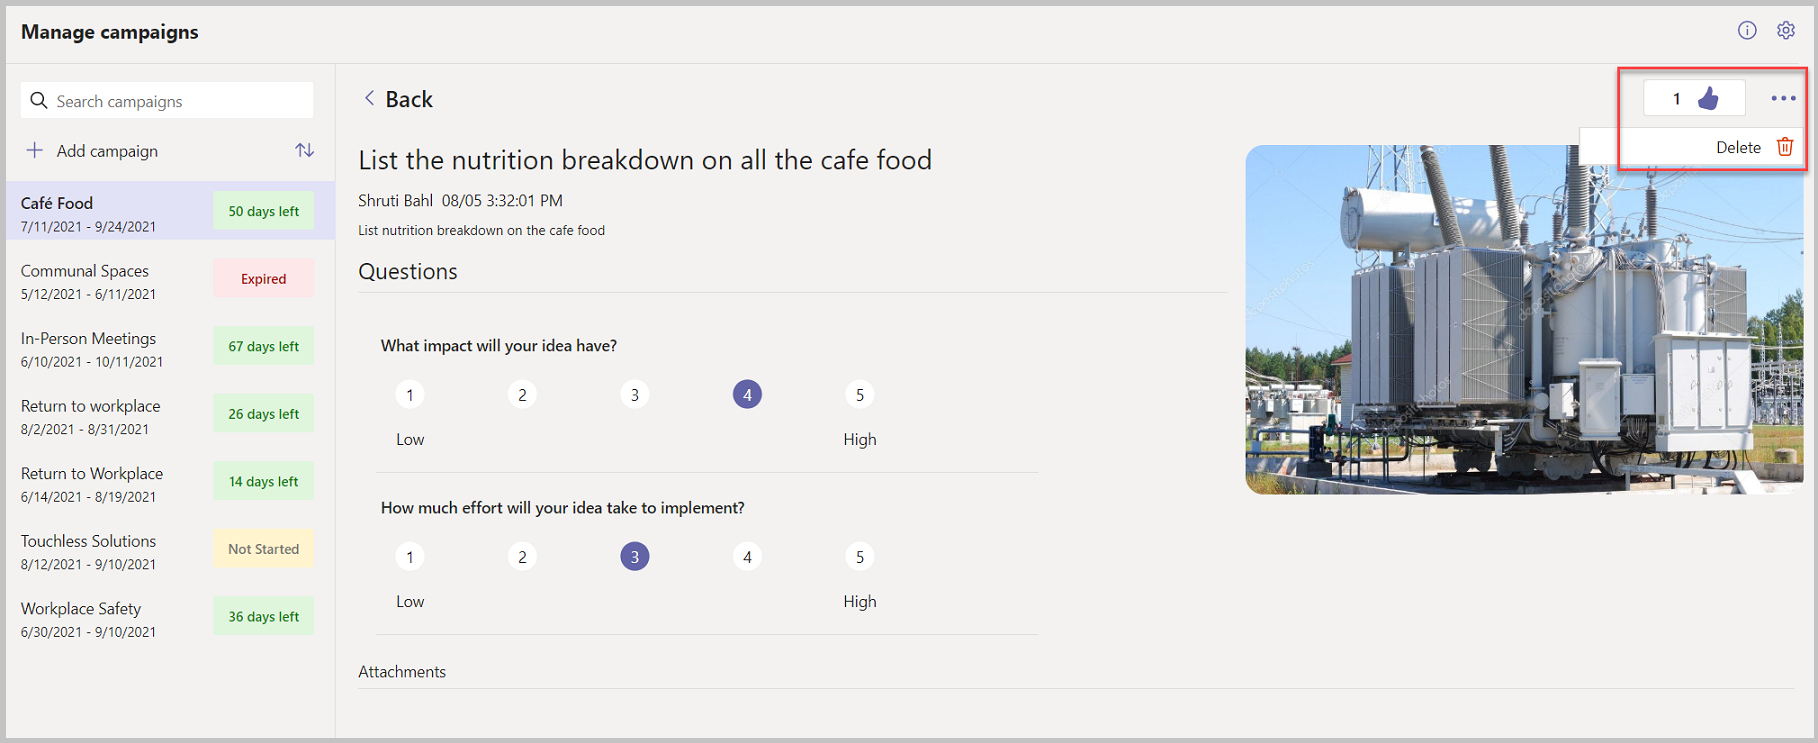 Manage campaigns
Search campaigns
Add campaign
Café Food
7/11/2021 - 9/24/2021
50 days left
Communal Spaces
5/12/2021 - 6/11/2021
Expired
In-Person Meetings
6/10/2021 - 10/11/2021
67 days left
Return to workplace
8/2/2021 - 8/31/2021
26 days left
Return to Workplace
6/14/2021 - 8/19/2021
14 days left
Touchless Solutions
8/12/2021 - 9/10/2021
Not Started
Workplace Safety
6/30/2021 - 9/10/2021
36 days left
Back
1
Delete
List the nutrition breakdown on all the cafe food
Shruti Bahl 08/05 3:32:01 PM
List nutrition breakdown on the cafe food
Questions
What impact will your idea have?
1 2 3 4 5
Low High
How much effort will your idea take to implement?
1 2 3 4 5
Low High
Attachments
depositphotos
depositphotos
depositphotos